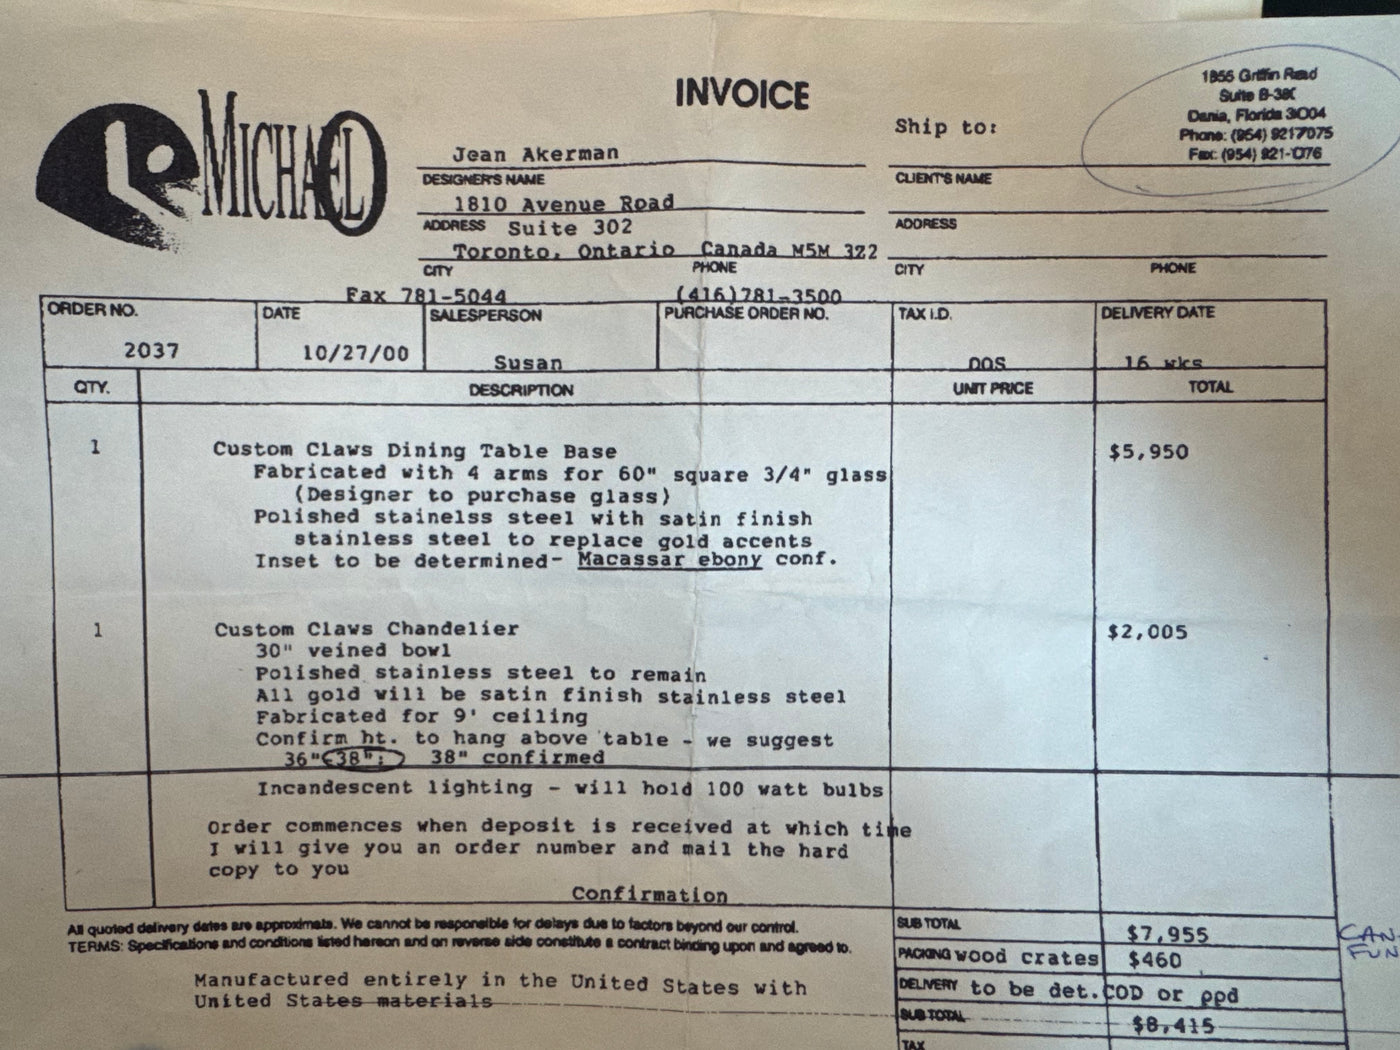 INVOICE
MICHAEL
1855 Griffin Road
Suite B-380
Dania, Florida 33004
Phone: (954) 921-7075
Fax: (954)
Ship to:
Jean Akerman
DESIGNER'S NAME
CLIENT'S NAME
1810 Avenue Road
ADDRESS Suite 302
ADDRESS
Toronto, Ontario Canada M5M 3Z2
CITY PHONE
CITY PHONE
Fax 781-5044 (416)781-3500
ORDER NO. DATE SALESPERSON PURCHASE ORDER NO. TAX I.D. DELIVERY DATE
2037 10/27/00 Susan OOS 16 wks
QTY. DESCRIPTION UNIT PRICE TOTAL
1 Custom Claws Dining Table Base $5,950
Fabricated with 4 arms for 60" square 3/4" glass
(Designer to purchase glass)
Polished stainelss steel with satin finish
stainless steel to replace gold accents
Inset to be determined- Macassar ebony conf.
1 Custom Claws Chandelier $2,005
30" veined bowl
Polished stainless steel to remain
All gold will be satin finish stainless steel
Fabricated for 9' ceiling
Confirm ht. to hang above table - we suggest
36"-38"; 38" confirmed
Incandescent lighting - will hold 100 watt bulbs
Order commences when deposit is received at which time
I will give you an order number and mail the hard
copy to you
Confirmation
All quoted delivery dates are approximate. We cannot be responsible for delays due to factors beyond our control.
TERMS: Specifications and conditions listed hereon and on reverse side constitute a contract binding upon and agreed to.
Manufactured entirely in the United States with
United States materials
SUB TOTAL $7,955
PACKING wood crates $460
DELIVERY to be det. COD or ppd
SUB TOTAL $8,415
TAX
CAN
FUN